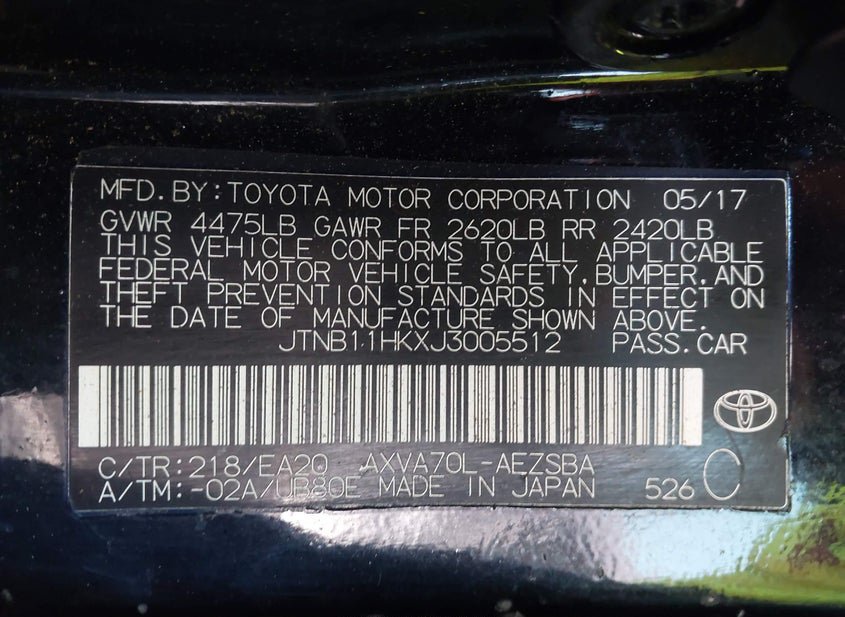 MFD.BY:TOYOTA MOTOR CORPORATION 05/17
GVWR 4475LB GAWR FR 2620LB RR 2420LB
THIS VEHICLE CONFORMS TO ALL APPLICABLE
FEDERAL MOTOR VEHICLE SAFETY,BUMPER,AND
THEFT PREVENTION STANDARDS IN EFFECT ON
THE DATE OF MANUFACTURE SHOWN ABOVE.
JTNB11HKXJ3005512 PASS.CAR
C/TR:218/EA20 AXVA70L-AEZSBA
A/TM:-02A/UB80E MADE IN JAPAN 526 C